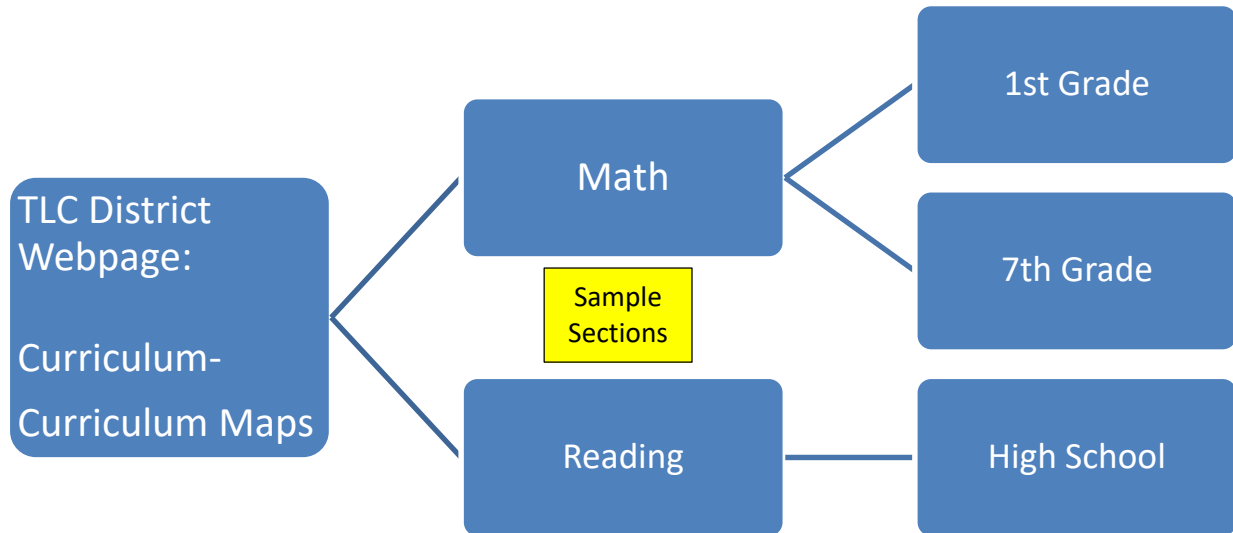 TLC District
Webpage:
Curriculum-
Curriculum Maps
Math
Sample
Sections
Reading
1st Grade
7th Grade
High School